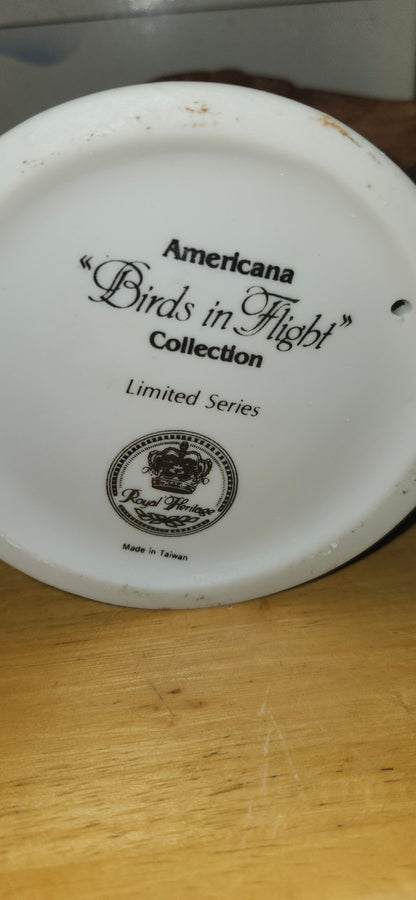 Americana
“Birds in Flight”
Collection
Limited Series
Royal Heritage
Made in Taiwan